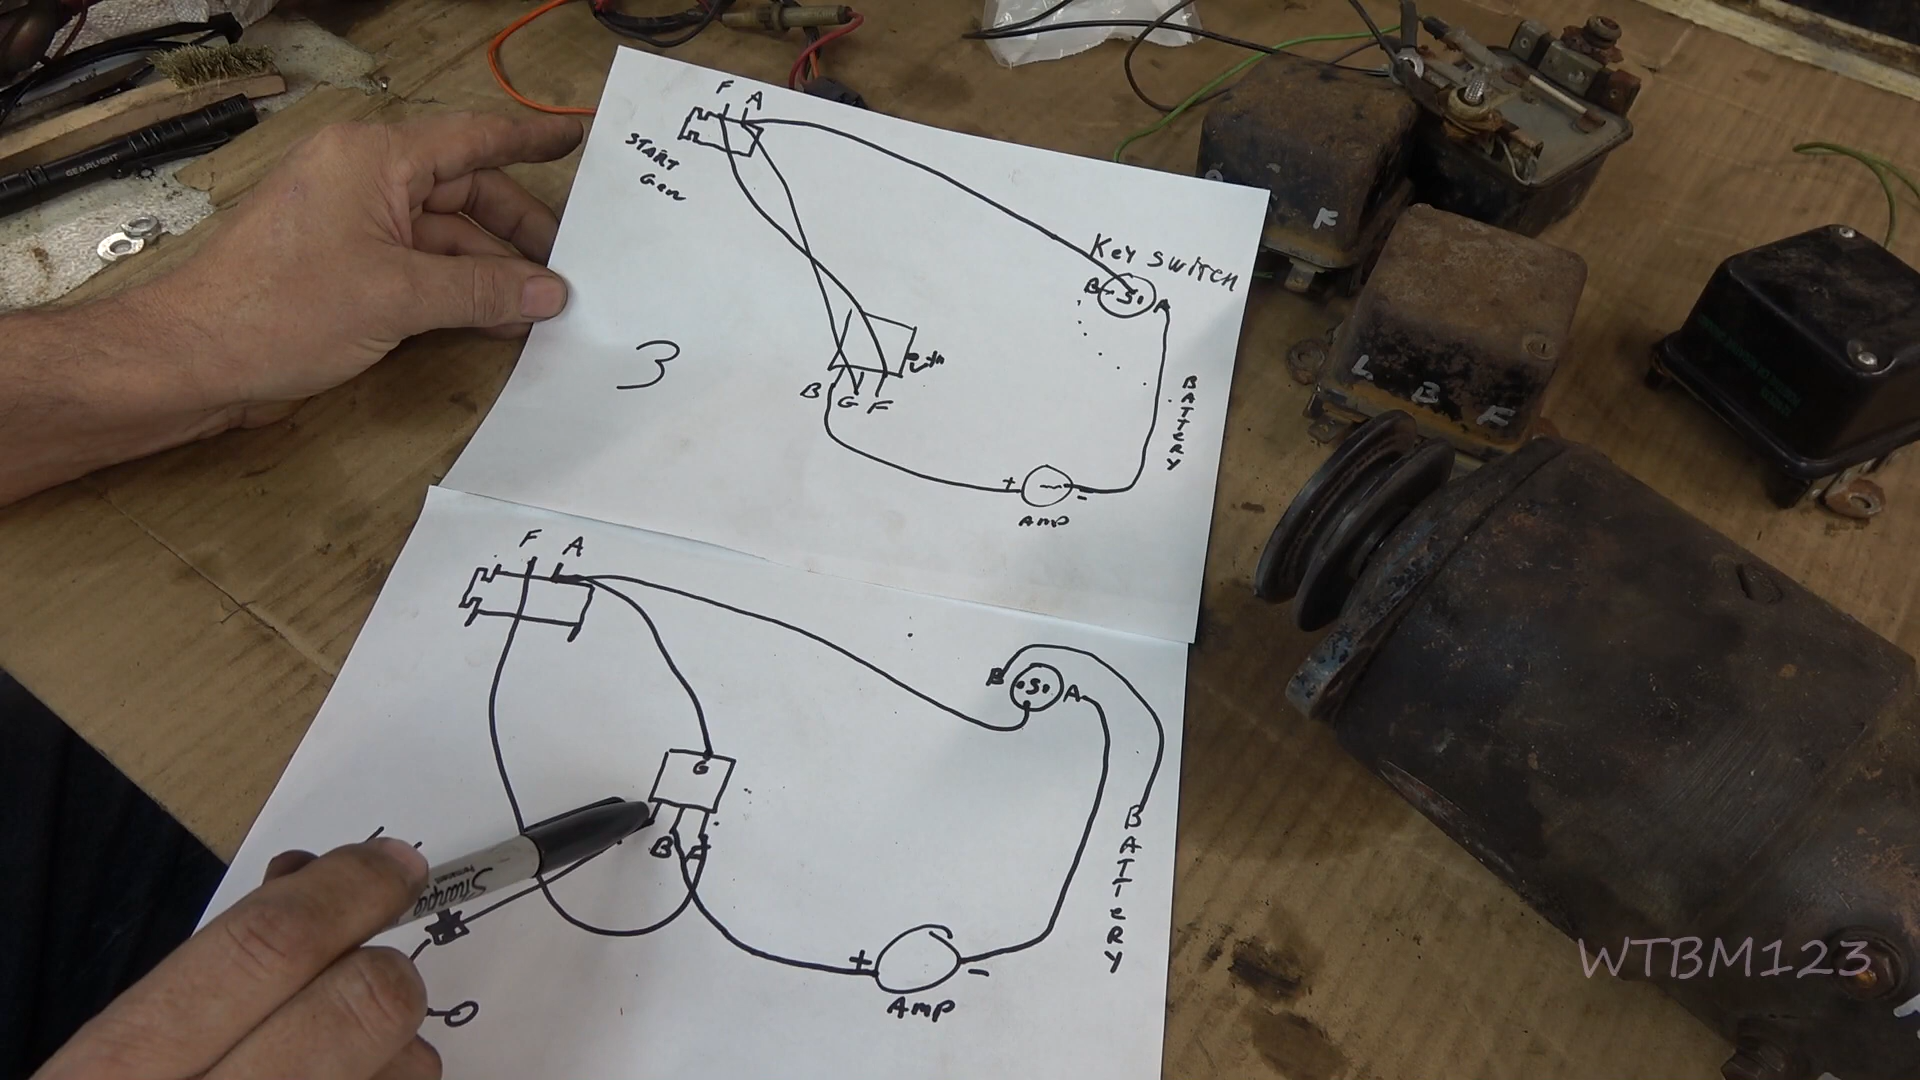 F A
START
Gen
Key SWitCH
B S A
3
B G F
BATTeRY
+ -
Amp
F A
B S A
G
B F
BATTeRY
+ -
Amp
GEARLIGHT
Sharpie
F
L B F
WTBM123